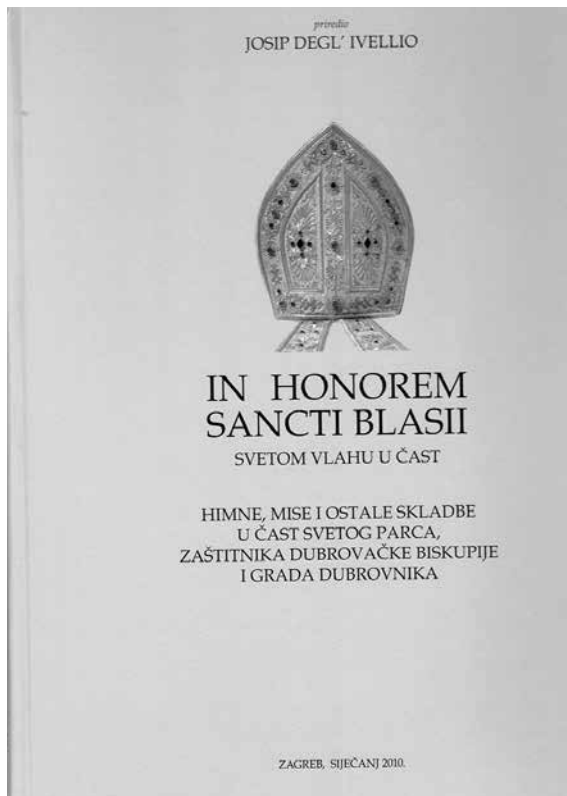 priredio
JOSIP DEGL' IVELLIO
IN HONOREM
SANCTI BLASII
SVETOM VLAHU U ČAST
HIMNE, MISE I OSTALE SKLADBE
U ČAST SVETOG PARCA,
ZAŠTITNIKA DUBROVAČKE BISKUPIJE
I GRADA DUBROVNIKA
ZAGREB, SIJEČANJ 2010.